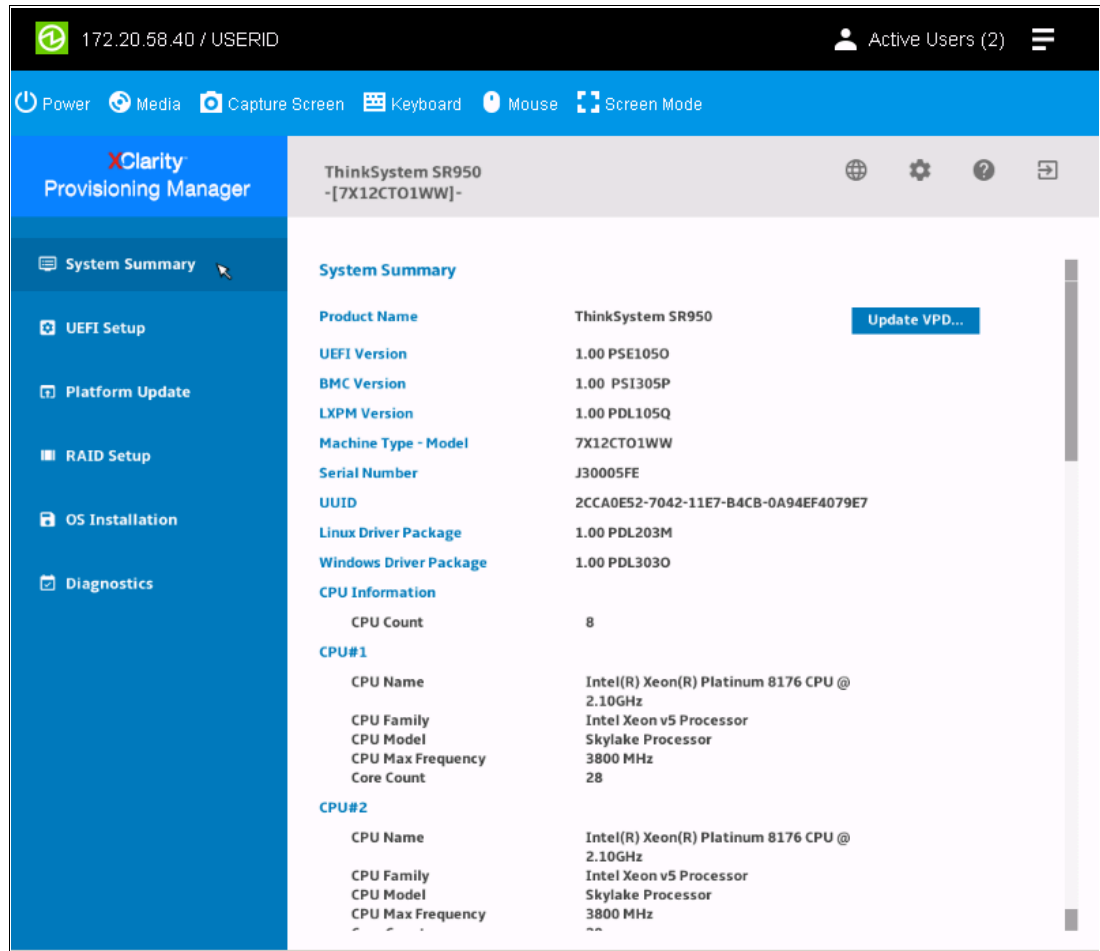 172.20.58.40 / USERID
Active Users (2)
Power Media Capture Screen Keyboard Mouse Screen Mode
XClarity
Provisioning Manager
ThinkSystem SR950
-[7X12CTO1WW]-
System Summary
UEFI Setup
Platform Update
RAID Setup
OS Installation
Diagnostics
System Summary
Product Name ThinkSystem SR950 Update VPD...
UEFI Version 1.00 PSE105O
BMC Version 1.00 PSI305P
LXPM Version 1.00 PDL105Q
Machine Type - Model 7X12CTO1WW
Serial Number J30005FE
UUID 2CCA0E52-7042-11E7-B4CB-0A94EF4079E7
Linux Driver Package 1.00 PDL203M
Windows Driver Package 1.00 PDL303O
CPU Information
CPU Count 8
CPU#1
CPU Name Intel(R) Xeon(R) Platinum 8176 CPU @
2.10GHz
CPU Family Intel Xeon v5 Processor
CPU Model Skylake Processor
CPU Max Frequency 3800 MHz
Core Count 28
CPU#2
CPU Name Intel(R) Xeon(R) Platinum 8176 CPU @
2.10GHz
CPU Family Intel Xeon v5 Processor
CPU Model Skylake Processor
CPU Max Frequency 3800 MHz